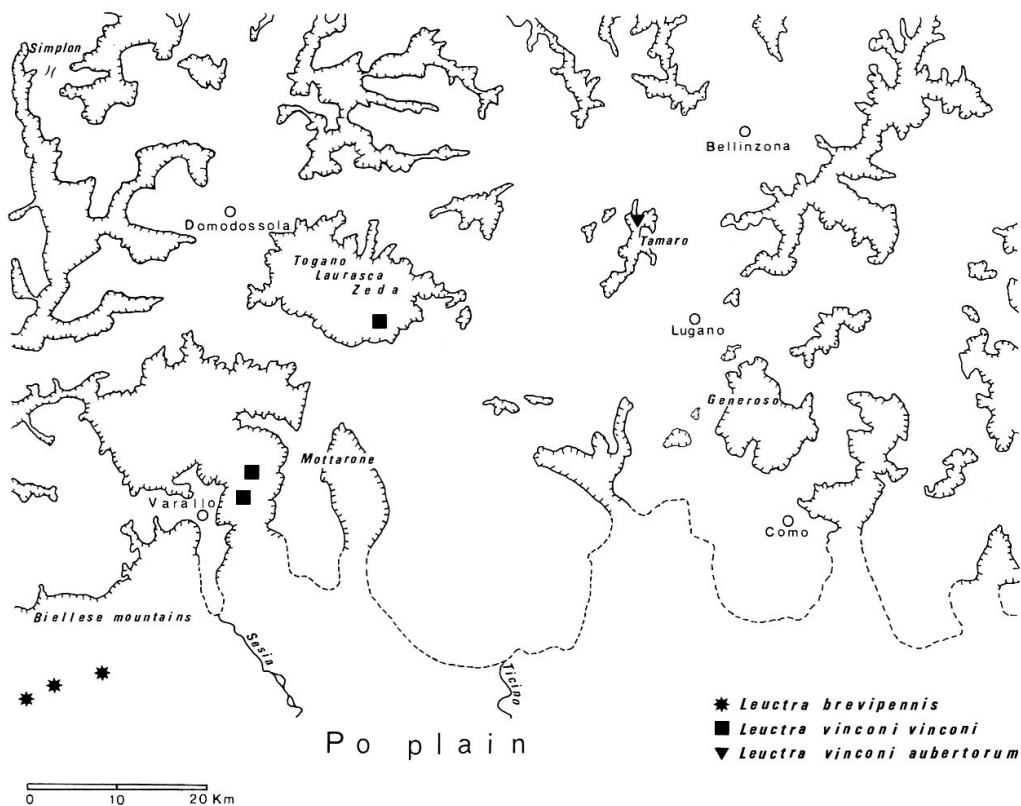 Simplon
Bellinzona
Domodossola
Tamaro
Togano
Laurasca
Zeda
Lugano
Generoso
Mottarone
Varallo
Como
Biellese mountains
Sesia
Ticino
Leuctra brevipennis
Leuctra vinconi vinconi
Leuctra vinconi aubertorum
Po plain
0 10 20 Km